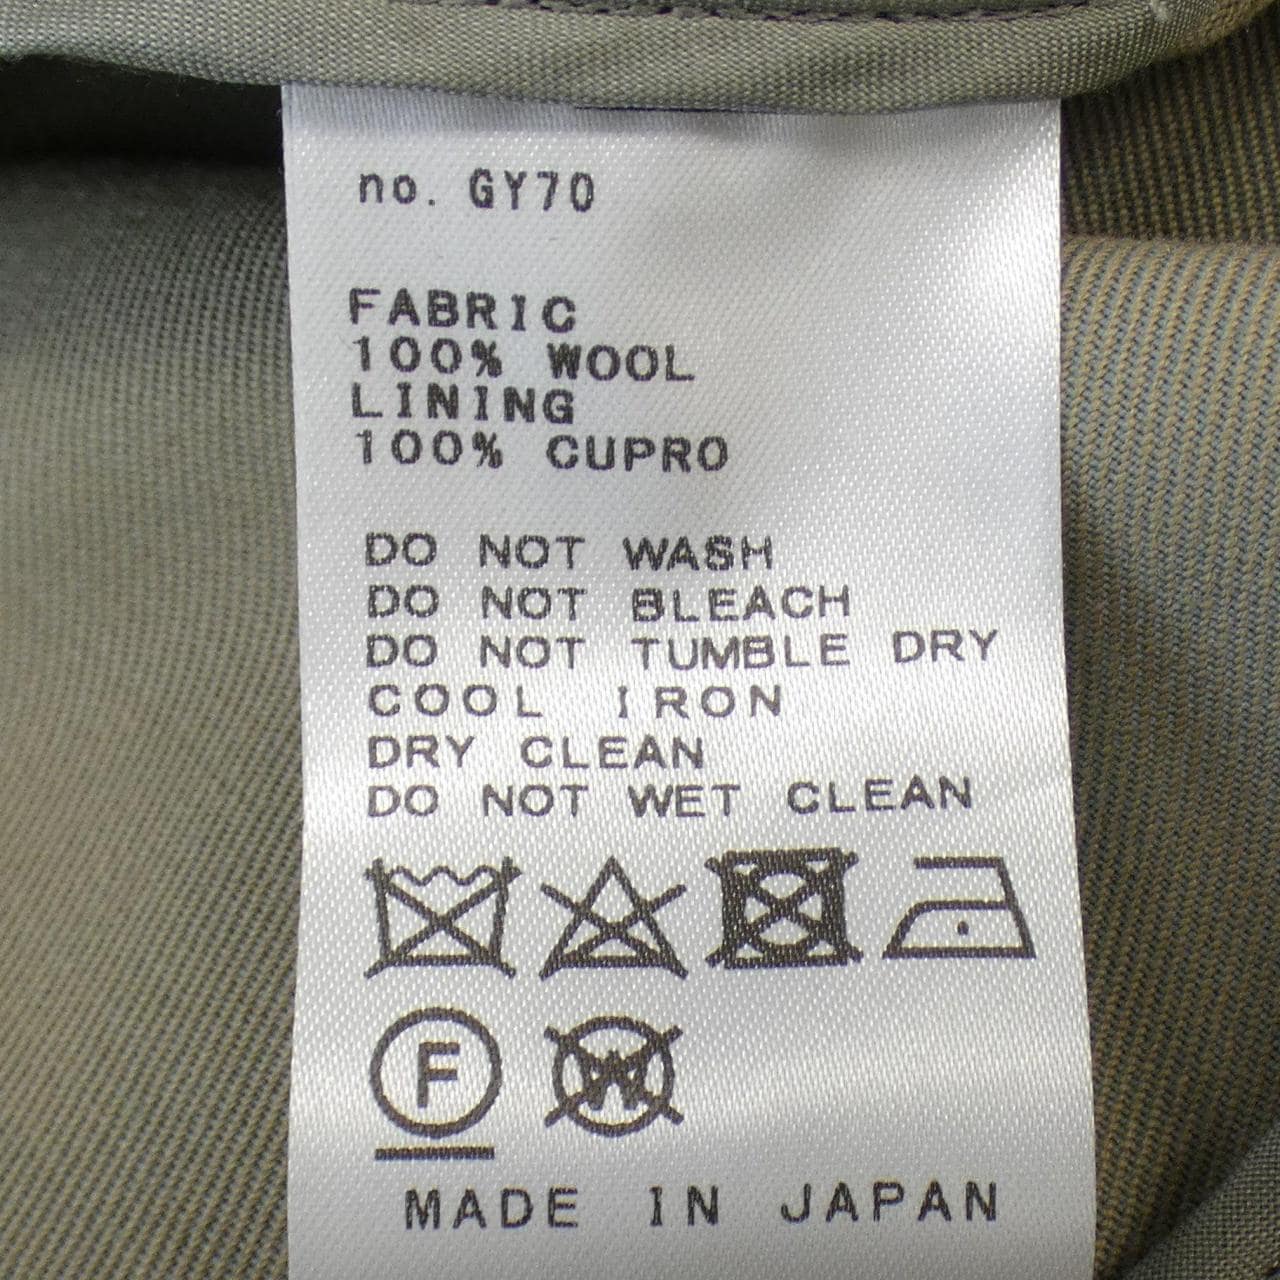 no. GY70
FABRIC
100% WOOL
LINING
100% CUPRO
DO NOT WASH
DO NOT BLEACH
DO NOT TUMBLE DRY
COOL IRON
DRY CLEAN
DO NOT WET CLEAN
F W
MADE IN JAPAN